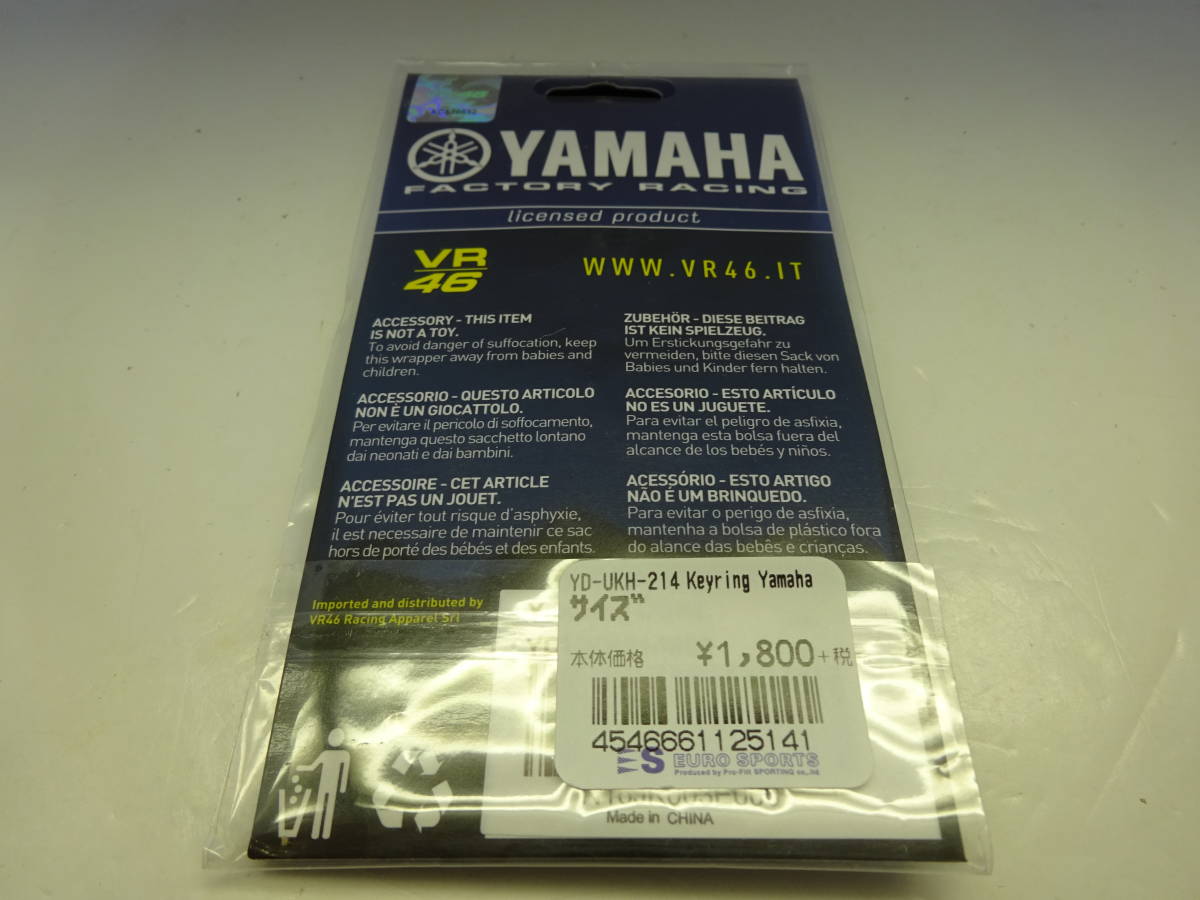 YAMAHA
FACTORY RACING
licensed product
VR
46
WWW.VR46.IT
ACCESSORY - THIS ITEM
IS NOT A TOY.
To avoid danger of suffocation, keep
this wrapper away from babies and
children.
ZUBEHÖR - DIESE BEITRAG
IST KEIN SPIELZEUG.
Um Erstickungsgefahr zu
vermeiden, bitte diesen Sack von
Babies und Kinder fern halten.
ACCESSORIO - QUESTO ARTICOLO
NON È UN GIOCATTOLO.
Per evitare il pericolo di soffocamento,
mantenga questo sacchetto lontano
dai neonati e dai bambini.
ACCESORIO - ESTO ARTÍCULO
NO ES UN JUGUETE.
Para evitar el peligro de asfixia,
mantenga esta bolsa fuera del
alcance de los bebés y niños.
ACCESSOIRE - CET ARTICLE
N'EST PAS UN JOUET.
Pour éviter tout risque d'asphyxie,
il est necessaire de maintenir ce sac
hors de porté des bébés et des enfants.
ACESSÓRIO - ESTO ARTIGO
NÃO É UM BRINQUEDO.
Para evitar o perigo de asfixia,
mantenha a bolsa de plástico fora
do alance das bebês e crianças.
Imported and distributed by
VR46 Racing Apparel Srl
YD-UKH-214 Keyring Yamaha
サイズ
本体価格 ¥1,800+税
4546661125141
ES EURO SPORTS
Produced by Pro-Fit SPORTING co.,ltd
Made in CHINA